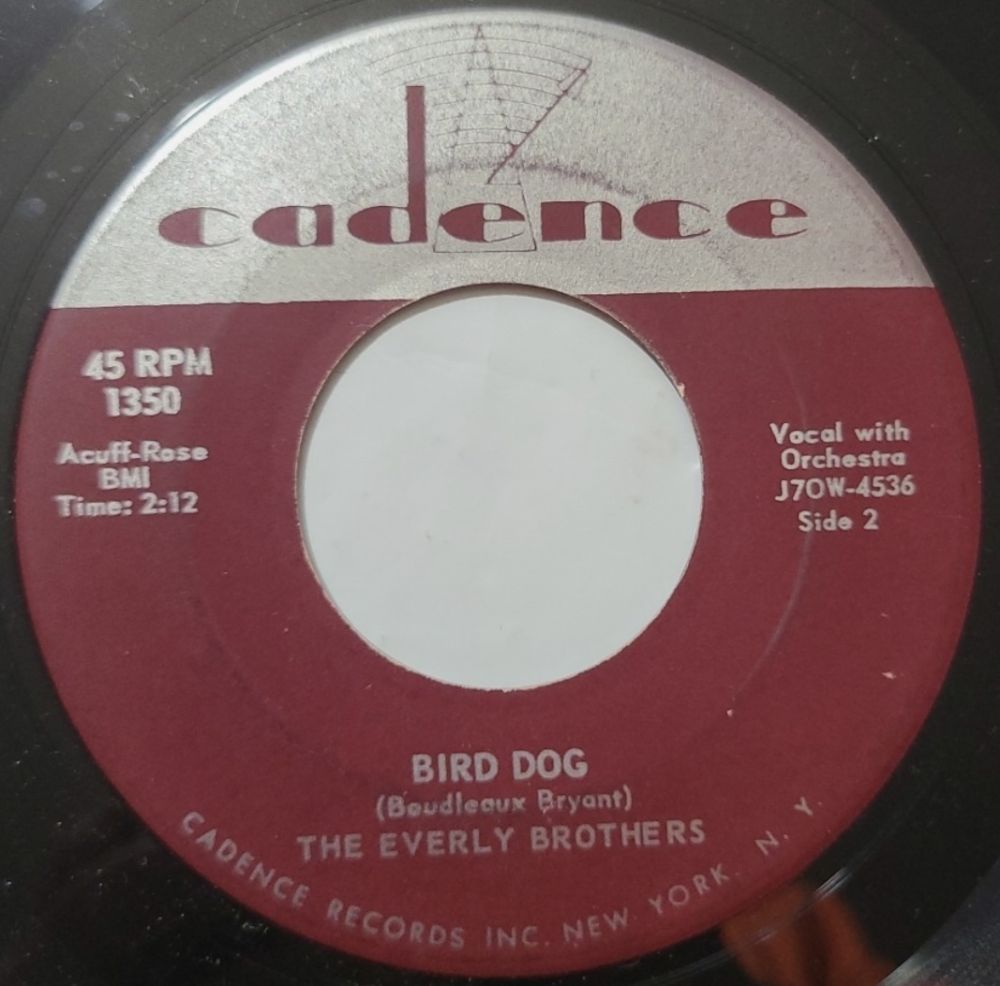 cadence
45 RPM
1350
Acuff-Rose
BMI
Time: 2:12
Vocal with
Orchestra
J7OW-4536
Side 2
BIRD DOG
(Boudleaux Bryant)
THE EVERLY BROTHERS
CADENCE RECORDS INC. NEW YORK. N. Y.